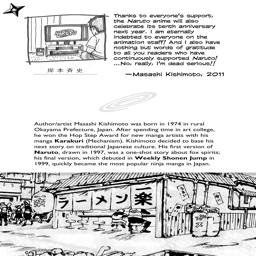 Thanks to everyone's support,
the Naruto anime will also
celebrate its tenth anniversary
next year. I am eternally
indebted to everyone on the
animation staff! And I also have
nothing but words of gratitude
to all you readers who have
continuously supported Naruto!
...No, really. I'm dead serious!!
岸本斉史
—Masashi Kishimoto, 2011
Author/artist Masashi Kishimoto was born in 1974 in rural
Okayama Prefecture, Japan. After spending time in art college,
he won the Hop Step Award for new manga artists with his
manga Karakuri (Mechanism). Kishimoto decided to base his
next story on traditional Japanese culture. His first version of
Naruto, drawn in 1997, was a one-shot story about fox spirits;
his final version, which debuted in Weekly Shonen Jump in
1999, quickly became the most popular ninja manga in Japan.
ラーメン 楽